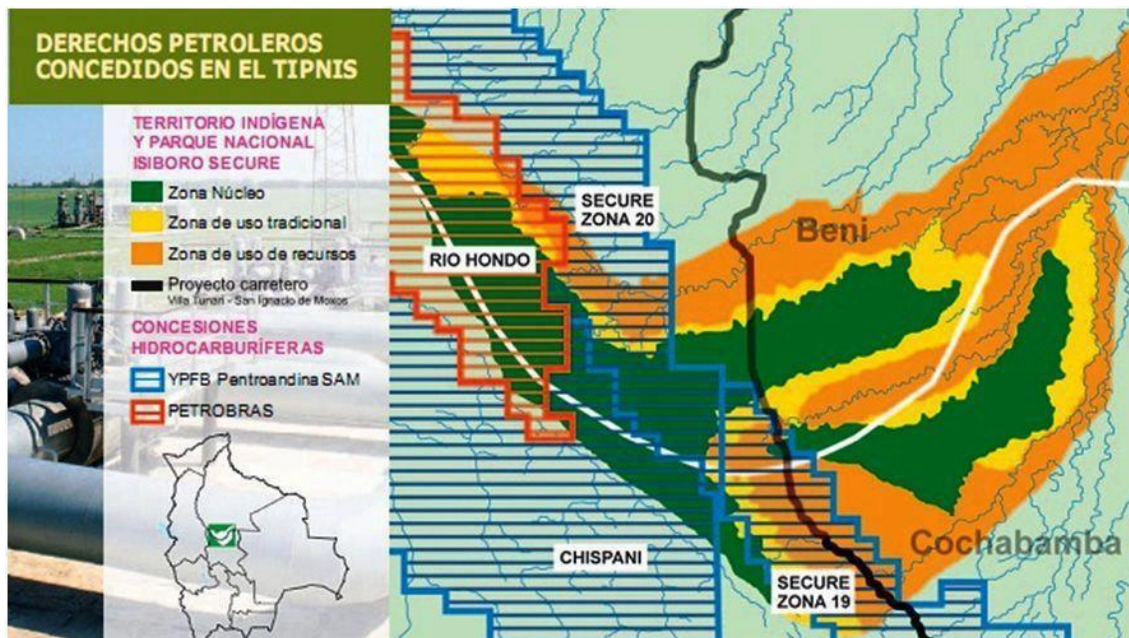 DERECHOS PETROLEROS
CONCEDIDOS EN EL TIPNIS
TERRITORIO INDÍGENA
Y PARQUE NACIONAL
ISIBORO SECURE
Zona Núcleo
Zona de uso tradicional
Zona de uso de recursos
Proyecto carretero
Villa Tunari - San Ignacio de Moxos
CONCESIONES
HIDROCARBURÍFERAS
YPFB Pentroandina SAM
PETROBRAS
SECURE
ZONA 20
Beni
RIO HONDO
Cochabamba
CHISPANI
SECURE
ZONA 19